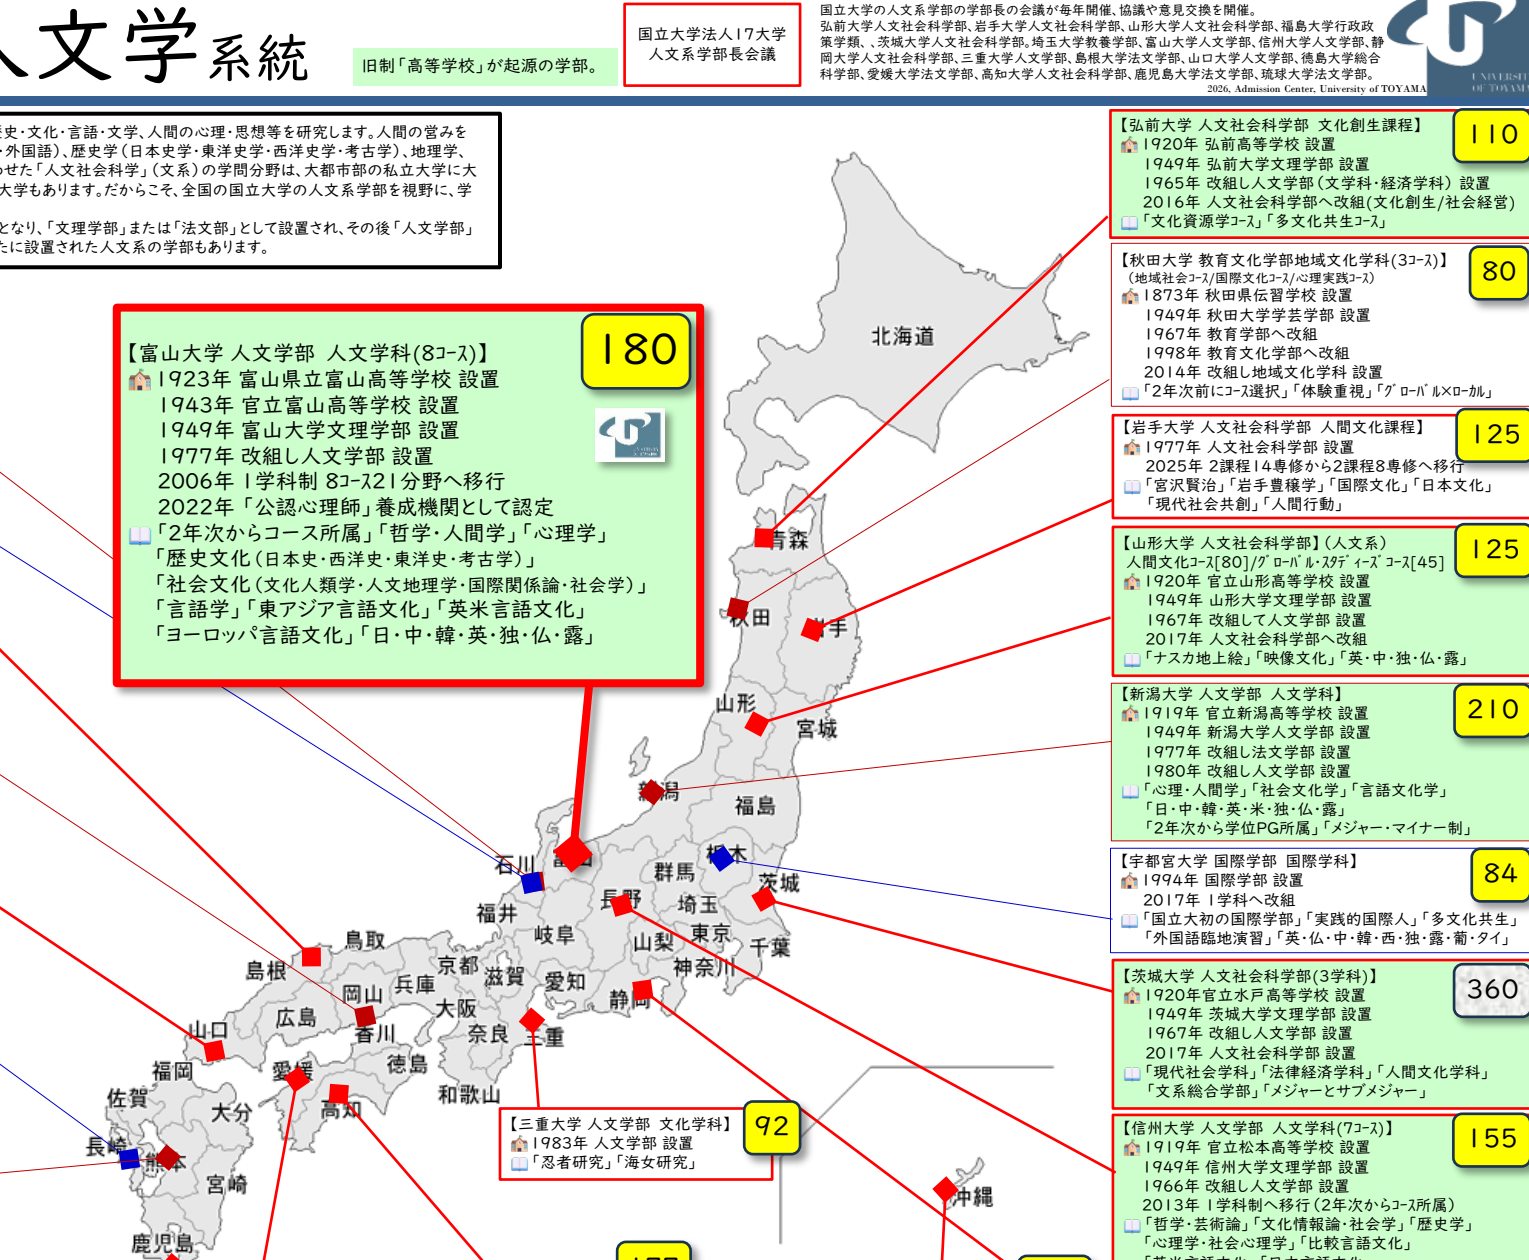 人文学系統
旧制「高等学校」が起源の学部。
国立大学法人17大学
人文系学部長会議
国立大学の人文系学部の学部長の会議が毎年開催、協議や意見交換を開催。
弘前大学人文社会科学部、岩手大学人文社会科学部、山形大学人文社会科学部、福島大学行政政
策学類、、茨城大学人文社会科学部。埼玉大学教養学部、富山大学人文学部、信州大学人文学部、静
岡大学人文社会科学部、三重大学人文学部、島根大学法文学部、山口大学人文学部、徳島大学総合
科学部、愛媛大学法文学部、高知大学人文社会科学部、鹿児島大学法文学部、琉球大学法文学部。
2026, Admission Center, University of TOYAMA
史・文化・言語・文学、人間の心理・思想等を研究します。人間の営みを
・外国語)、歴史学(日本史学・東洋史学・西洋史学・考古学)、地理学、
わせた「人文社会科学」(文系)の学問分野は、大都市部の私立大学に大
大学もあります。だからこそ、全国の国立大学の人文系学部を視野に、学
となり、「文理学部」または「法文部」として設置され、その後「人文学部」
たに設置された人文系の学部もあります。
【富山大学 人文学部 人文学科(8コース)】
180
1923年 富山県立富山高等学校 設置
1943年 官立富山高等学校 設置
1949年 富山大学文理学部 設置
1977年 改組し人文学部 設置
2006年 1学科制 8コース21分野へ移行
2022年 「公認心理師」養成機関として認定
「2年次からコース所属」「哲学・人間学」「心理学」
「歴史文化(日本史・西洋史・東洋史・考古学)」
「社会文化(文化人類学・人文地理学・国際関係論・社会学)」
「言語学」「東アジア言語文化」「英米言語文化」
「ヨーロッパ言語文化」「日・中・韓・英・独・仏・露」
【弘前大学 人文社会科学部 文化創生課程】
110
1920年 弘前高等学校 設置
1949年 弘前大学文理学部 設置
1965年 改組し人文学部(文学科・経済学科) 設置
2016年 人文社会科学部へ改組(文化創生/社会経営)
「文化資源学コース」「多文化共生コース」
【秋田大学 教育文化学部地域文化学科(3コース)】
80
(地域社会コース/国際文化コース/心理実践コース)
1873年 秋田県伝習学校 設置
1949年 秋田大学学芸学部 設置
1967年 教育学部へ改組
1998年 教育文化学部へ改組
2014年 改組し地域文化学科 設置
「2年次前にコース選択」「体験重視」「グローバル×ローカル」
【岩手大学 人文社会科学部 人間文化課程】
125
1977年 人文社会科学部 設置
2025年 2課程14専修から2課程8専修へ移行
「宮沢賢治」「岩手豊穣学」「国際文化」「日本文化」
「現代社会共創」「人間行動」
【山形大学 人文社会科学部】(人文系)
125
人間文化コース[80]/グローバル・スタディーズコース[45]
1920年 官立山形高等学校 設置
1949年 山形大学文理学部 設置
1967年 改組して人文学部 設置
2017年 人文社会科学部へ改組
「ナスカ地上絵」「映像文化」「英・中・独・仏・露」
【新潟大学 人文学部 人文学科】
210
1919年 官立新潟高等学校 設置
1949年 新潟大学人文学部 設置
1977年 改組し法文学部 設置
1980年 改組し人文学部 設置
「心理・人間学」「社会文化学」「言語文化学」
「日・中・韓・英・米・独・仏・露」
「2年次から学位PG所属」「メジャー・マイナー制」
【宇都宮大学 国際学部 国際学科】
84
1994年 国際学部 設置
2017年 1学科へ改組
「国立大初の国際学部」「実践的国際人」「多文化共生」
「外国語臨地演習」「英・仏・中・韓・西・独・露・葡・タイ」
【茨城大学 人文社会科学部(3学科)】
360
1920年官立水戸高等学校 設置
1949年 茨城大学文理学部 設置
1967年 改組し人文学部 設置
2017年 人文社会科学部 設置
「現代社会学科」「法律経済学科」「人間文化学科」
「文系総合学部」「メジャーとサブメジャー」
【信州大学 人文学部 人文学科(7コース)】
155
1919年 官立松本高等学校 設置
1949年 信州大学文理学部 設置
1966年 改組し人文学部 設置
2013年 1学科制へ移行(2年次からコース所属)
「哲学・芸術論」「文化情報論・社会学」「歴史学」
「心理学・社会心理学」「比較言語文化」
【三重大学 人文学部 文化学科】
92
1983年 人文学部 設置
「忍者研究」「海女研究」
北海道
青森
秋田
岩手
山形
宮城
新潟
福島
石川
富山
群馬
栃木
茨城
長野
埼玉
福井
岐阜
山梨
東京
千葉
神奈川
鳥取
島根
京都
滋賀
愛知
静岡
岡山
兵庫
大阪
広島
香川
奈良
三重
山口
徳島
和歌山
福岡
愛媛
高知
佐賀
大分
長崎
熊本
宮崎
鹿児島
沖縄